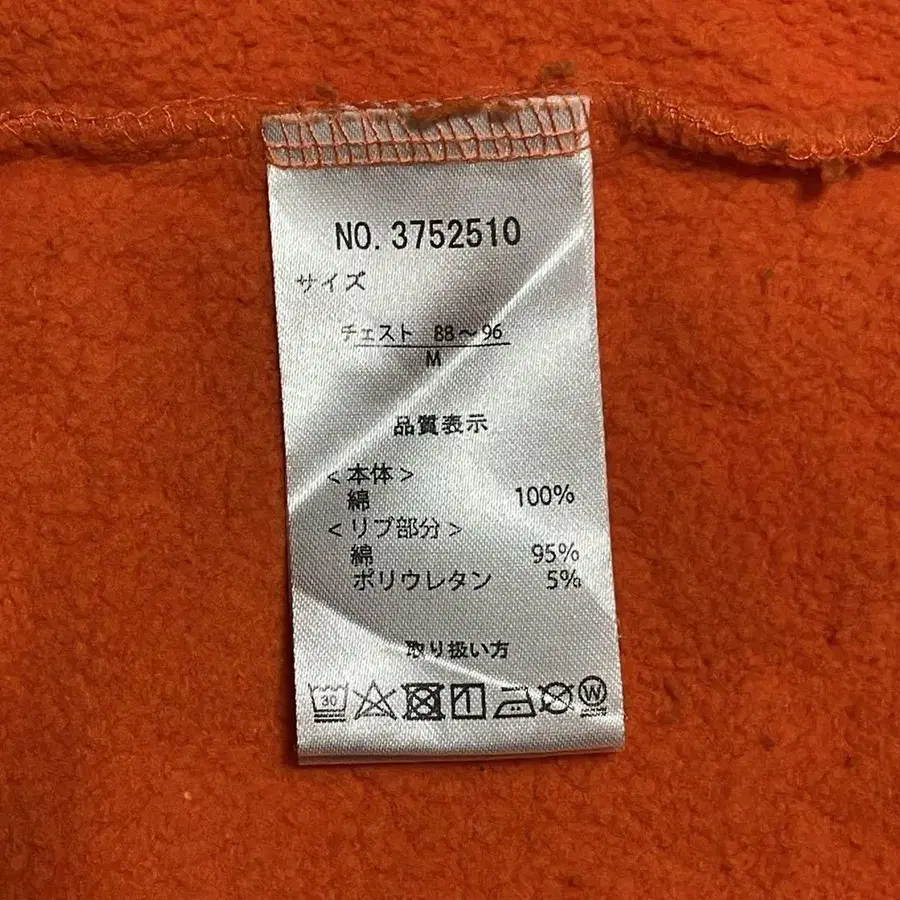 NO. 3752510
サイズ
チェスト 88～96
M
品質表示
<本体>
綿 100%
<リブ部分>
綿 95%
ポリウレタン 5%
取り扱い方
30 W